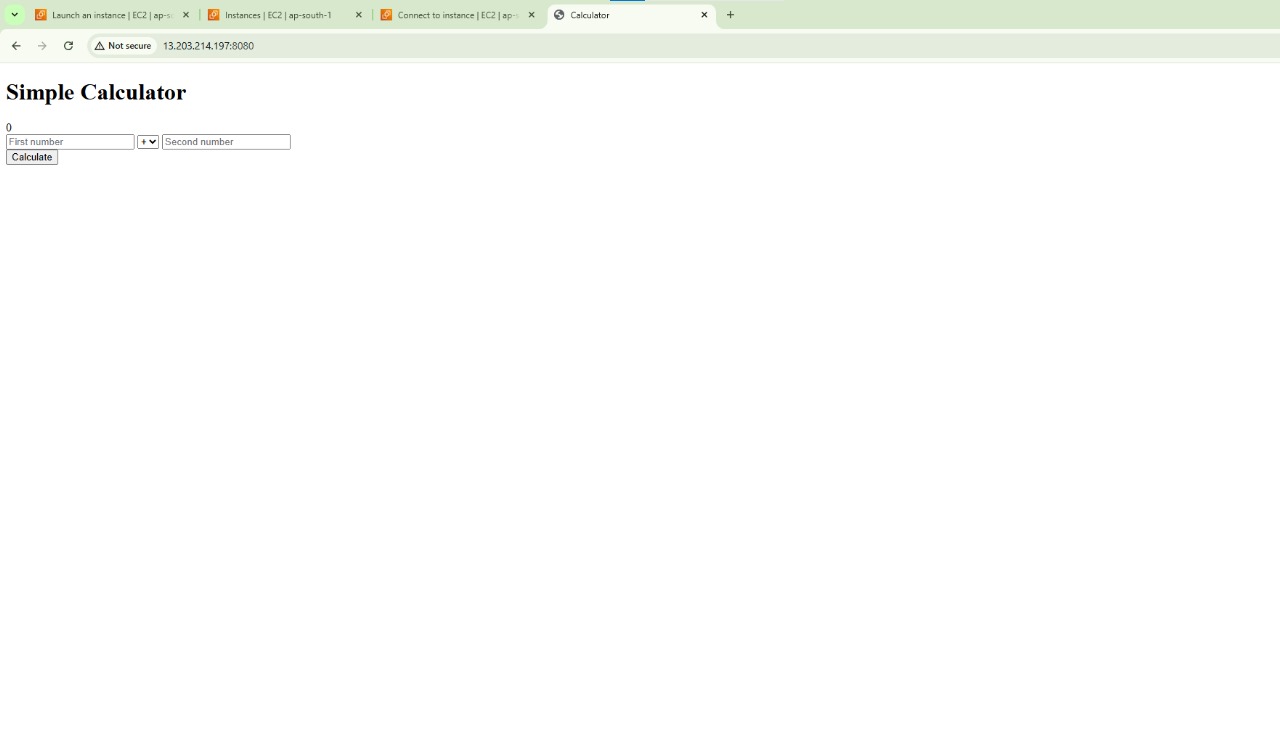 Launch an instance | EC2 | ap-s
Instances | EC2 | ap-south-1
Connect to instance | EC2 | ap-
Calculator
Not secure
13.203.214.197:8080
Simple Calculator
0
First number + Second number
Calculate